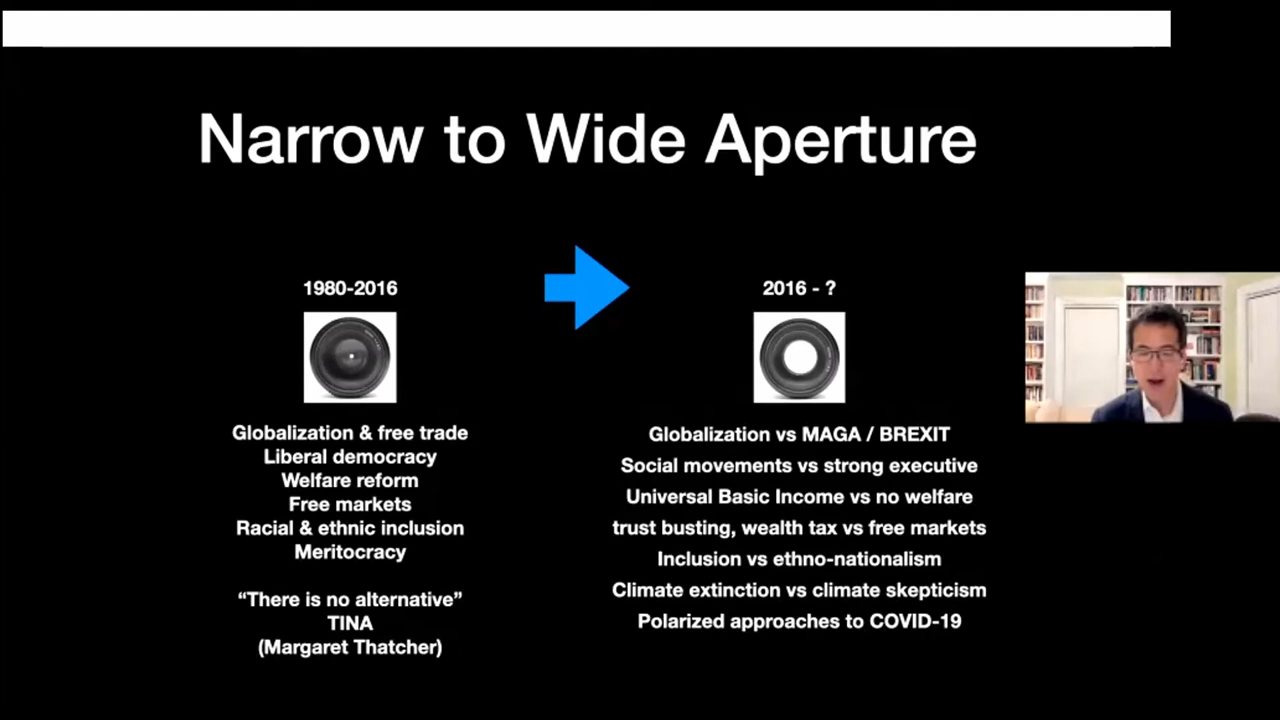 Narrow to Wide Aperture
1980-2016
Globalization & free trade
Liberal democracy
Welfare reform
Free markets
Racial & ethnic inclusion
Meritocracy
“There is no alternative”
TINA
(Margaret Thatcher)
2016 - ?
Globalization vs MAGA / BREXIT
Social movements vs strong executive
Universal Basic Income vs no welfare
trust busting, wealth tax vs free markets
Inclusion vs ethno-nationalism
Climate extinction vs climate skepticism
Polarized approaches to COVID-19